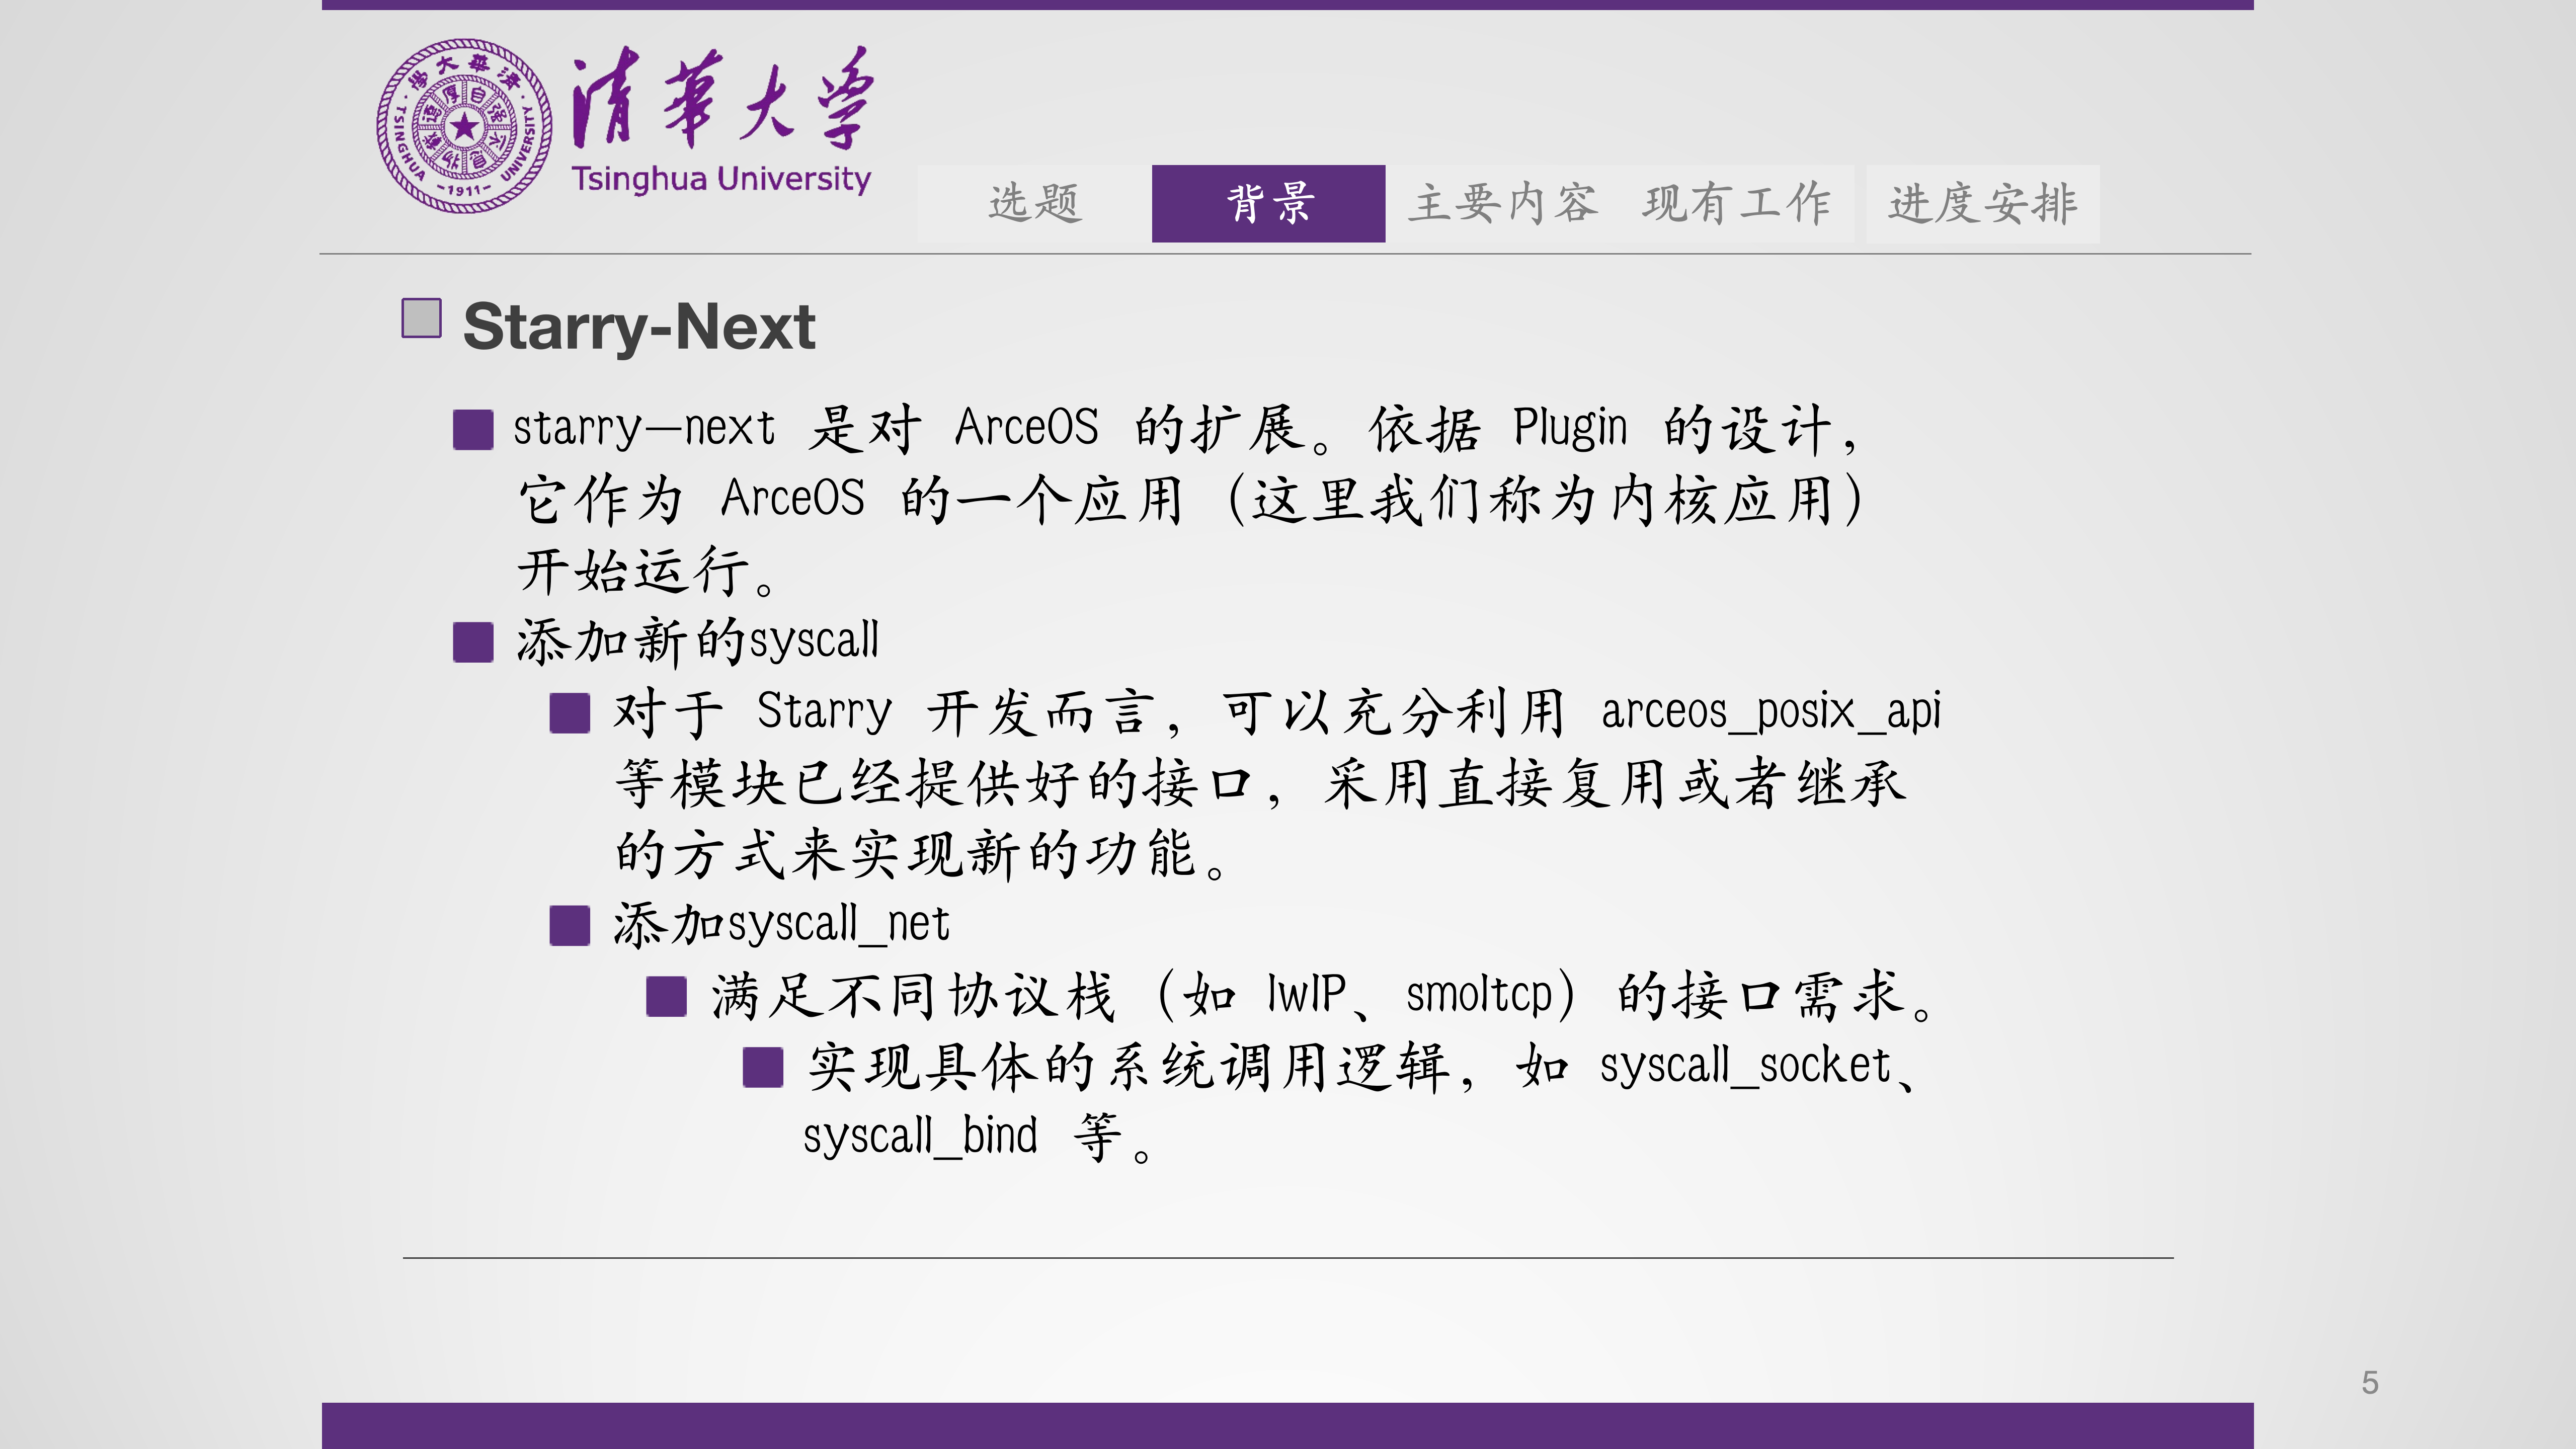 清華大学
Tsinghua University
TSINGHUA UNIVERSITY
-1911-
选题 背景 主要内容 现有工作 进度安排
Starry-Next
starry-next 是对 ArceOS 的扩展。依据 Plugin 的设计，
它作为 ArceOS 的一个应用（这里我们称为内核应用）
开始运行。
添加新的syscall
对于 Starry 开发而言，可以充分利用 arceos_posix_api
等模块已经提供好的接口，采用直接复用或者继承
的方式来实现新的功能。
添加syscall_net
满足不同协议栈（如 lwIP、smoltcp）的接口需求。
实现具体的系统调用逻辑，如 syscall_socket、
syscall_bind 等。
5